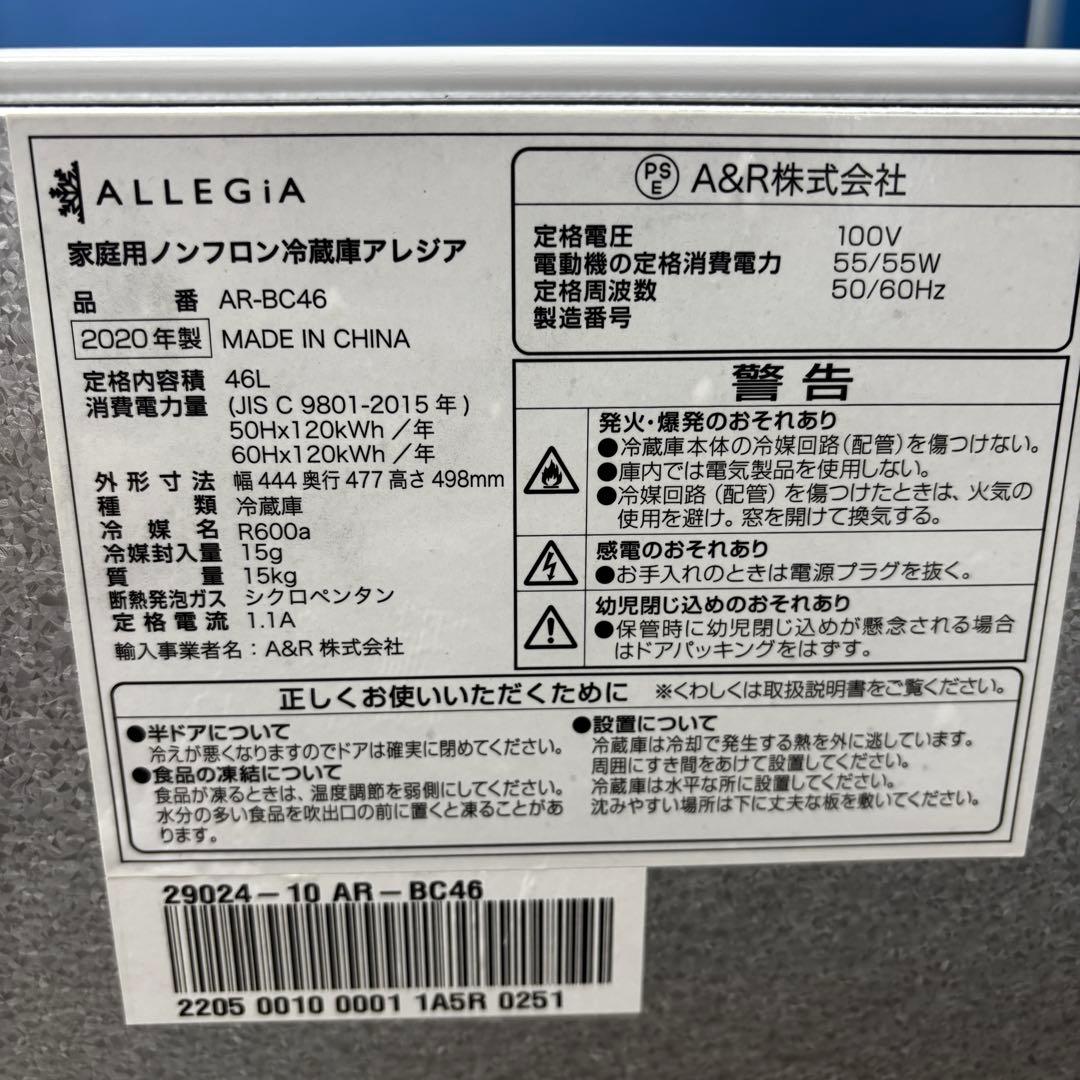 ALLEGiA
家庭用ノンフロン冷蔵庫アレジア
品番 AR-BC46
2020年製 MADE IN CHINA
定格内容積 46L
消費電力量 (JIS C 9801-2015年)
50Hz120kWh/年
60Hz120kWh/年
外形寸法 幅444奥行477高さ498mm
種類 冷蔵庫
冷媒名 R600a
冷媒封入量 15g
質量 15kg
断熱発泡ガス シクロペンタン
定格電流 1.1A
輸入事業者名：A&R株式会社
PSE A&R株式会社
定格電圧 100V
電動機の定格消費電力 55/55W
定格周波数 50/60Hz
製造番号
警告
発火・爆発のおそれあり
●冷蔵庫本体の冷媒回路(配管)を傷つけない。
●庫内では電気製品を使用しない。
●冷媒回路(配管)を傷つけたときは、火気の
使用を避け。窓を開けて換気する。
感電のおそれあり
●お手入れのときは電源プラグを抜く。
幼児閉じ込めのおそれあり
●保管時に幼児閉じ込めが懸念される場合
はドアパッキングをはずす。
正しくお使いいただくために ※くわしくは取扱説明書をご覧ください。
●半ドアについて
冷えが悪くなりますのでドアは確実に閉めてください。
●食品の凍結について
食品が凍るときは、温度調節を弱側にしてください。
水分の多い食品を吹出口の前に置くと凍ることがあ
ります。
●設置について
冷蔵庫は冷却で発生する熱を外に逃しています。
周囲にすき間をあけて設置してください。
冷蔵庫は水平な所に設置してください。
沈みやすい場所は下に丈夫な板を敷いてください。
29024-10 AR-BC46
2205 0010 0001 1A5R 0251